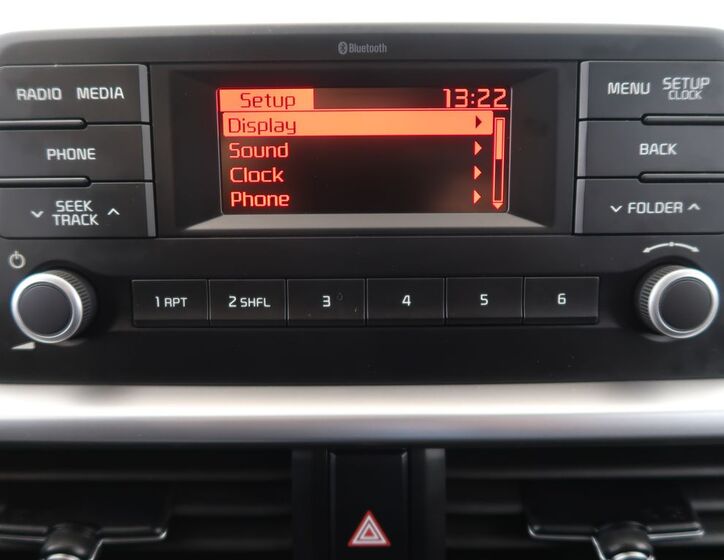 Bluetooth
RADIO MEDIA
PHONE
SEEK
TRACK
Setup 13:22
Display
Sound
Clock
Phone
MENU SETUP
CLOCK
BACK
FOLDER
1 RPT 2 SHFL 3 4 5 6